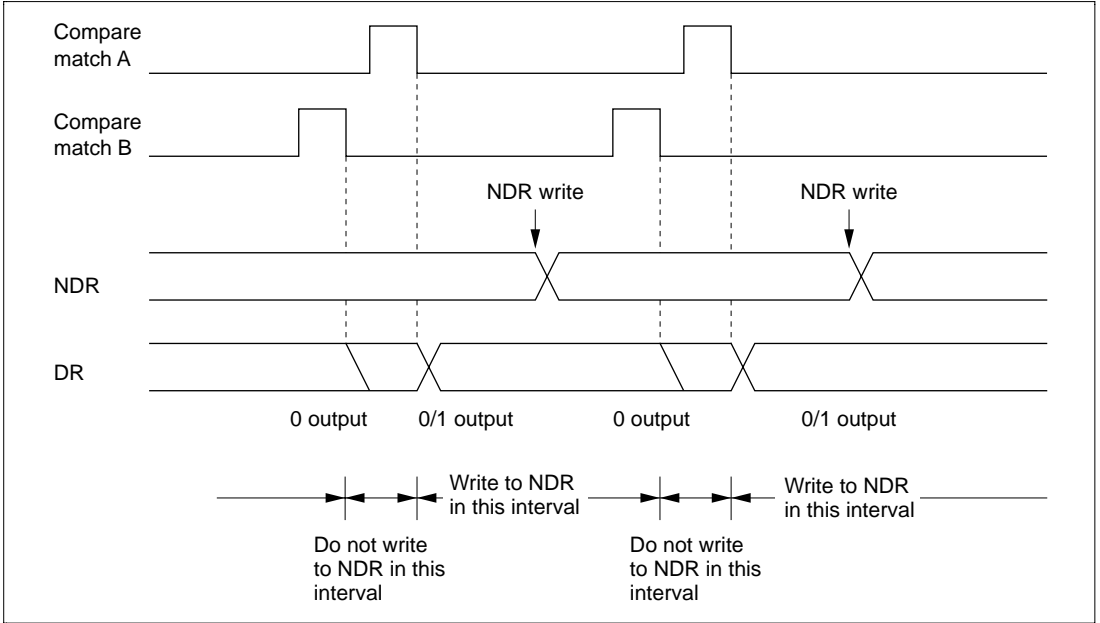 Compare
match A
Compare
match B
NDR write
NDR write
NDR
DR
0 output
0/1 output
0 output
0/1 output
Write to NDR
in this interval
Write to NDR
in this interval
Do not write
to NDR in this
interval
Do not write
to NDR in this
interval